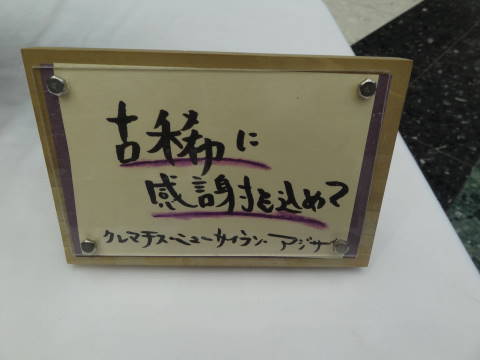 古稀に
感謝を込めて
クレマチス・ニューサイラン・アジサイ